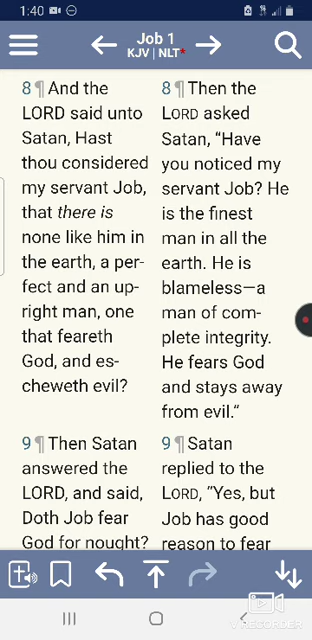 1:40
Job 1
KJV | NLT*
8 ¶ And the
LORD said unto
Satan, Hast
thou considered
my servant Job,
that there is
none like him in
the earth, a per-
fect and an up-
right man, one
that feareth
God, and es-
cheweth evil?
9 ¶ Then Satan
answered the
LORD, and said,
Doth Job fear
God for nought?
8 ¶ Then the
LORD asked
Satan, “Have
you noticed my
servant Job? He
is the finest
man in all the
earth. He is
blameless—a
man of com-
plete integrity.
He fears God
and stays away
from evil.”
9 ¶ Satan
replied to the
LORD, “Yes, but
Job has good
reason to fear
V RECORDER